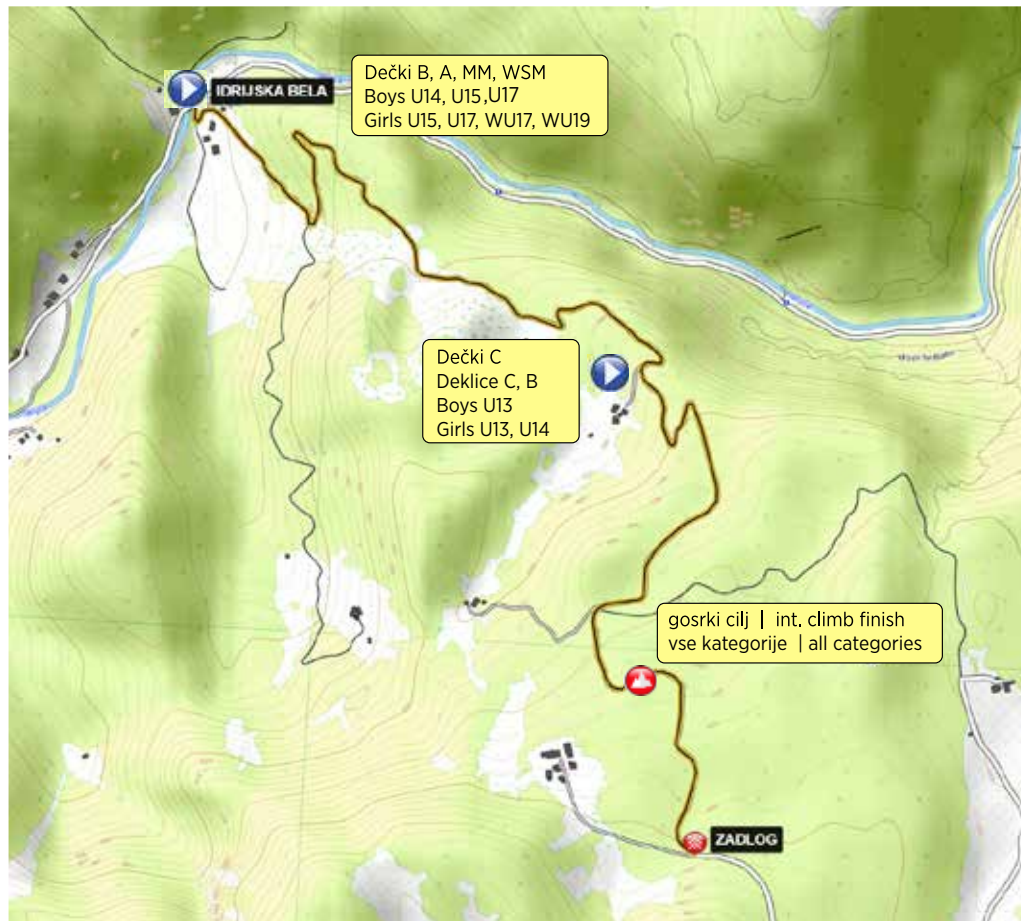 IDRIJSKA BELA
Dečki B, A, MM, WSM
Boys U14, U15,U17
Girls U15, U17, WU17, WU19
Dečki C
Deklice C, B
Boys U13
Girls U13, U14
gosrki cilj | int. climb finish
vse kategorije | all categories
ZADLOG